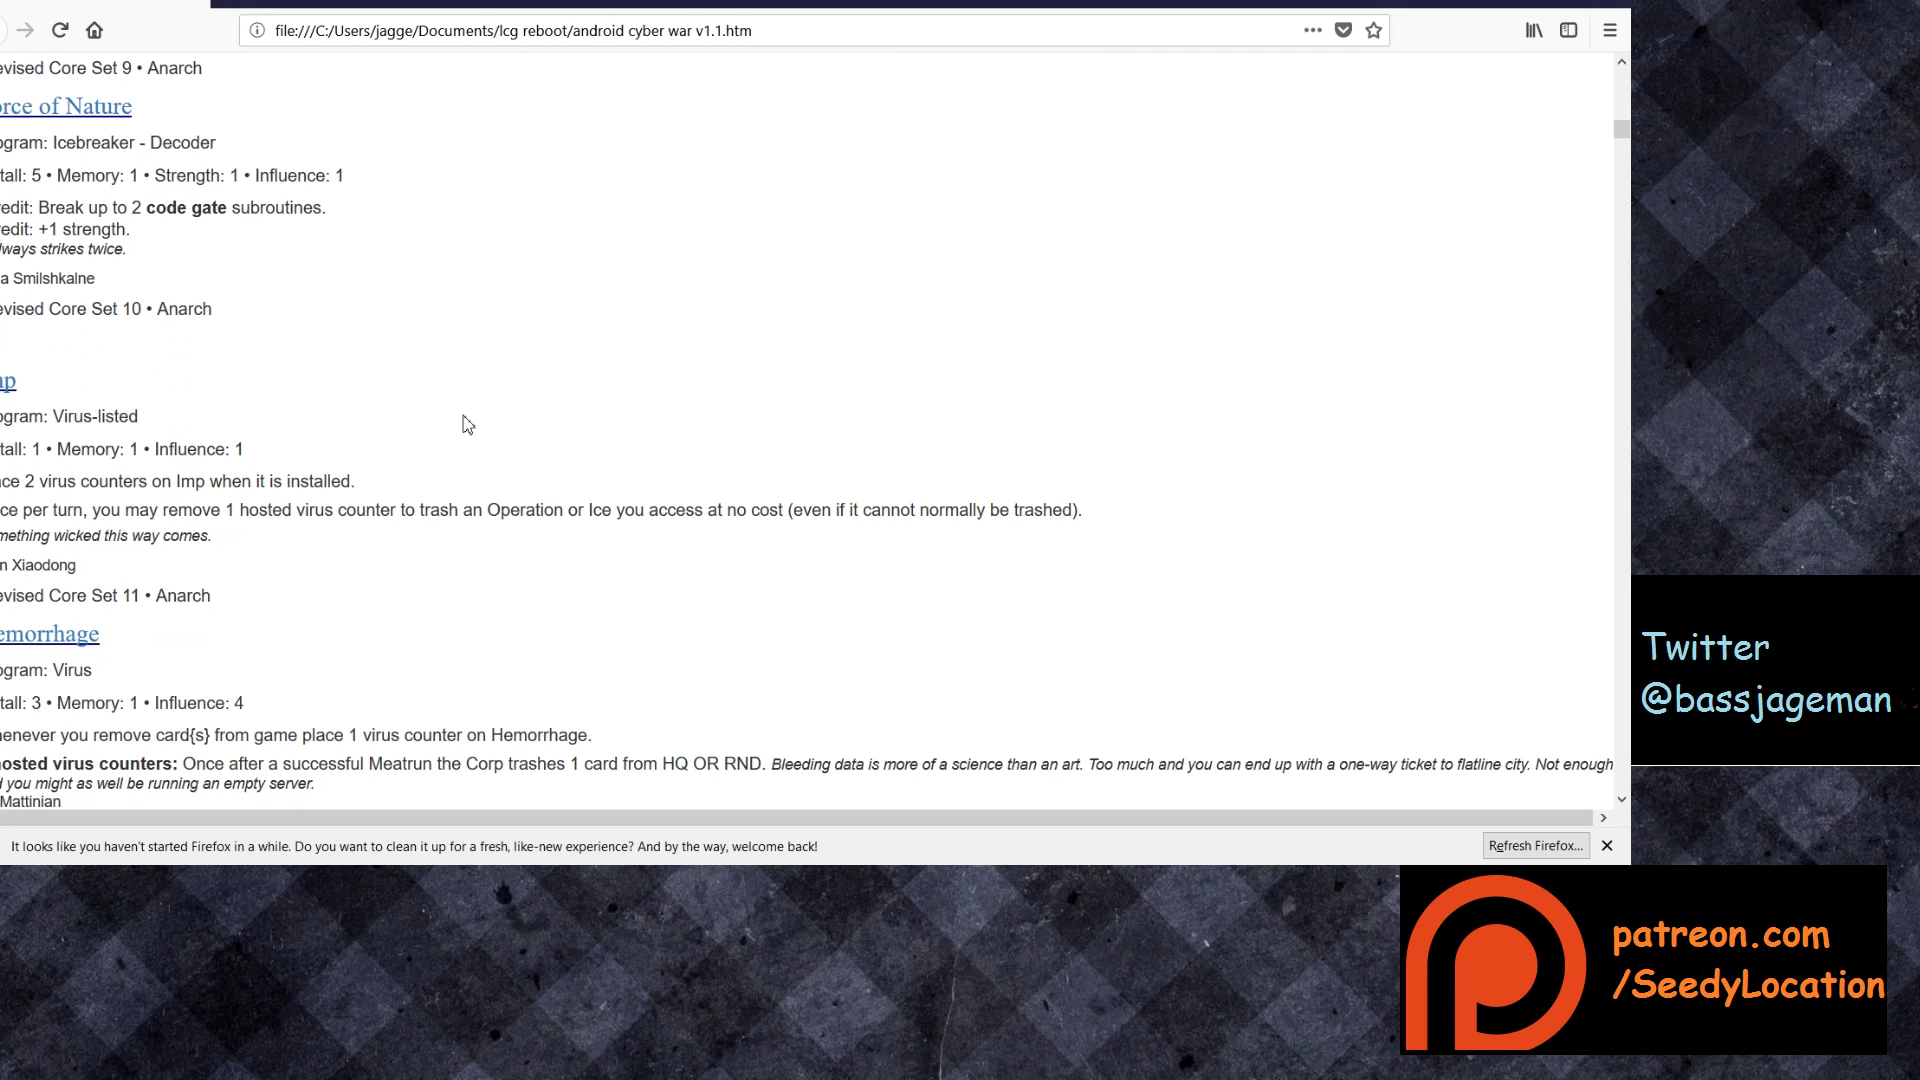 file:///C:/Users/jagge/Documents/lcg reboot/android cyber war v1.1.htm
evised Core Set 9 • Anarch
orce of Nature
ogram: Icebreaker - Decoder
tall: 5 • Memory: 1 • Strength: 1 • Influence: 1
redit: Break up to 2 code gate subroutines.
redit: +1 strength.
lways strikes twice.
a Smilshkalne
evised Core Set 10 • Anarch
mp
ogram: Virus-listed
tall: 1 • Memory: 1 • Influence: 1
ace 2 virus counters on Imp when it is installed.
ce per turn, you may remove 1 hosted virus counter to trash an Operation or Ice you access at no cost (even if it cannot normally be trashed).
mething wicked this way comes.
n Xiaodong
evised Core Set 11 • Anarch
emorrhage
ogram: Virus
tall: 3 • Memory: 1 • Influence: 4
henever you remove card{s} from game place 1 virus counter on Hemorrhage.
hosted virus counters: Once after a successful Meatrun the Corp trashes 1 card from HQ OR RND. Bleeding data is more of a science than an art. Too much and you can end up with a one-way ticket to flatline city. Not enough
d you might as well be running an empty server.
Mattinian
It looks like you haven't started Firefox in a while. Do you want to clean it up for a fresh, like-new experience? And by the way, welcome back!
Refresh Firefox...
Twitter
@bassjageman
patreon.com
/SeedyLocation